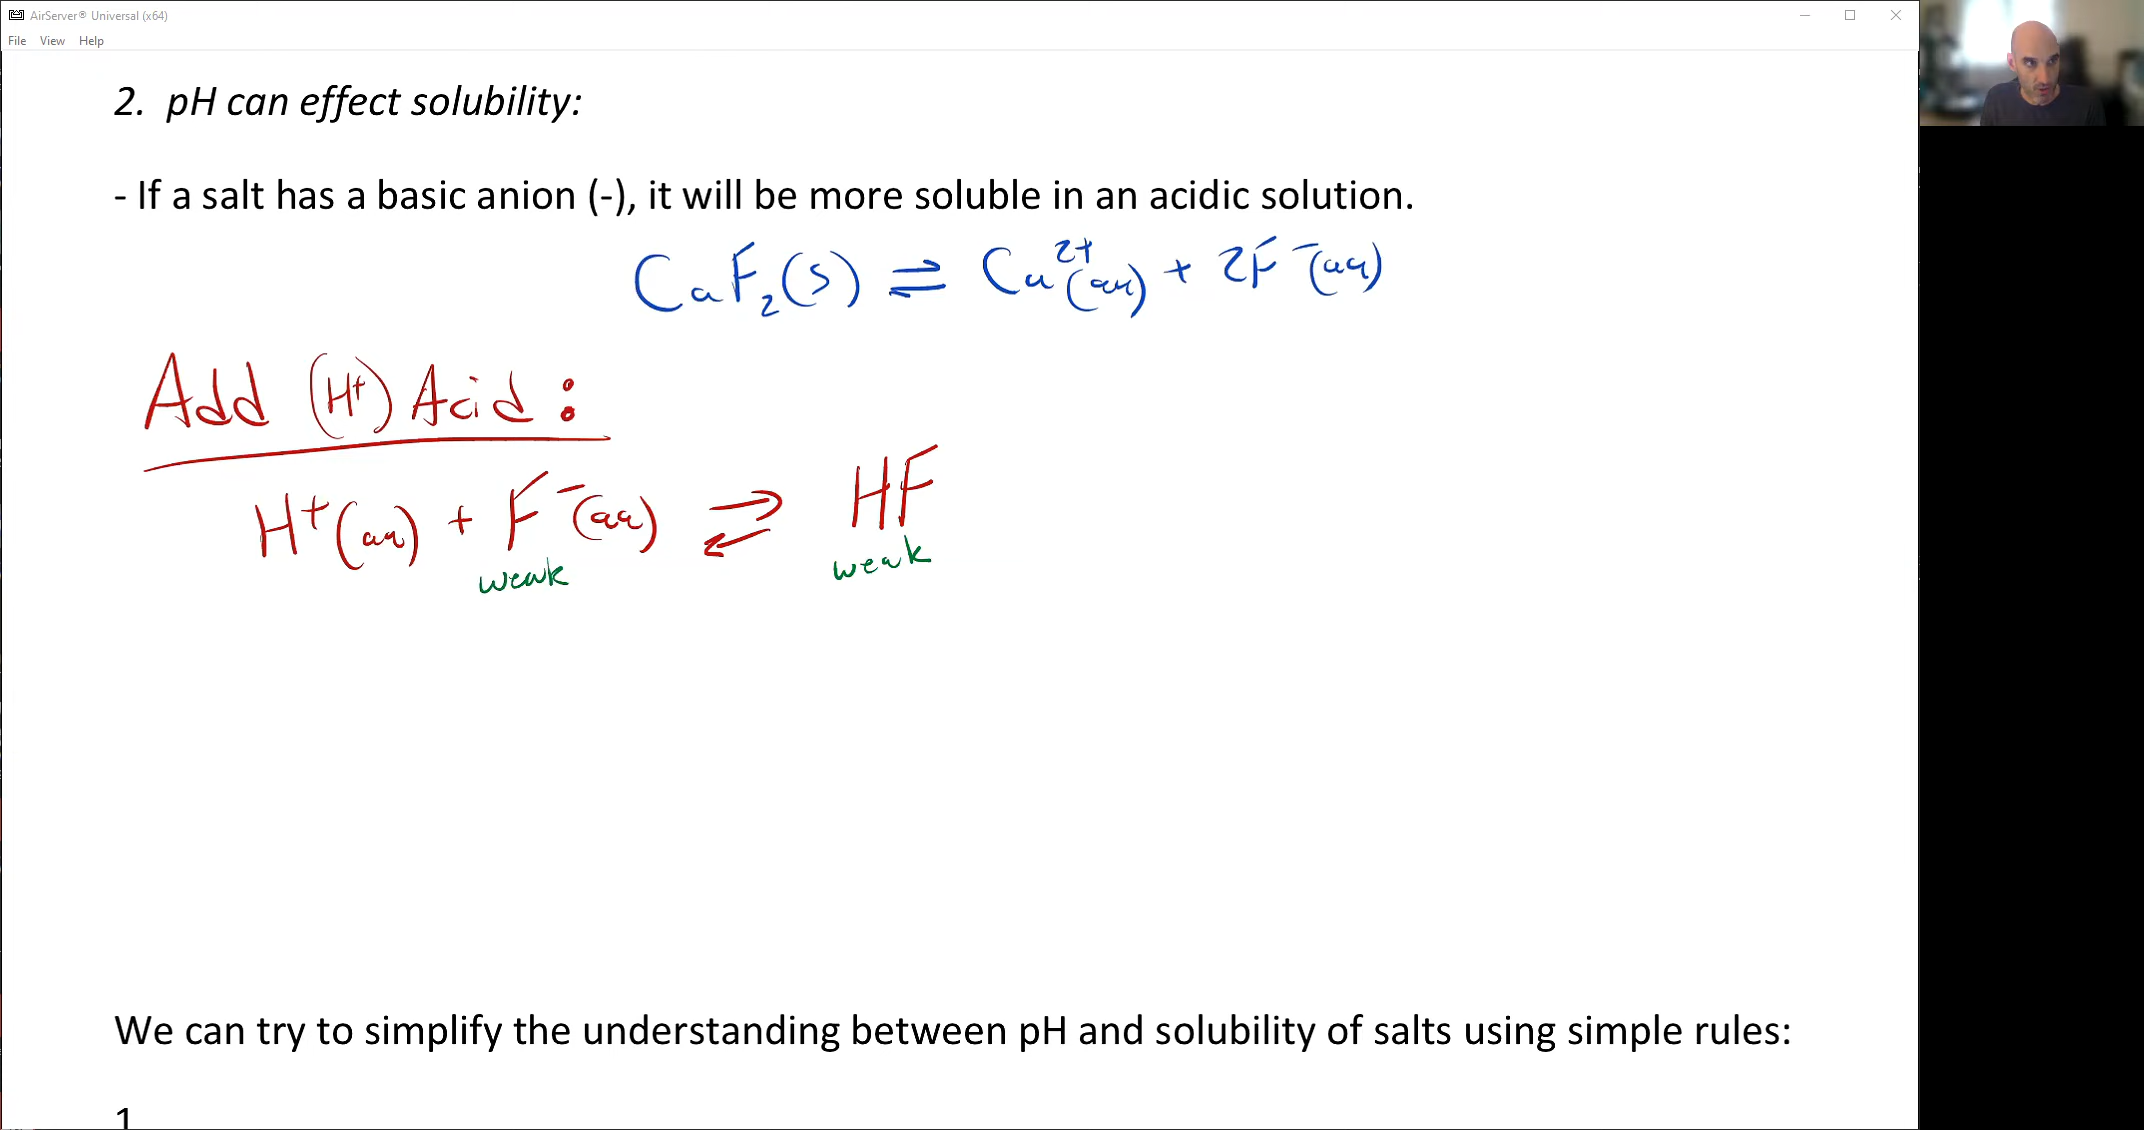 AirServer® Universal (x64)
File View Help
2. pH can effect solubility:
- If a salt has a basic anion (-), it will be more soluble in an acidic solution.
CaF₂(s) ⇌ Ca²⁺(aq) + 2F⁻(aq)
Add (H⁺) Acid:
H⁺(aq) + F⁻(aq) ⇌ HF
weak weak
We can try to simplify the understanding between pH and solubility of salts using simple rules:
1